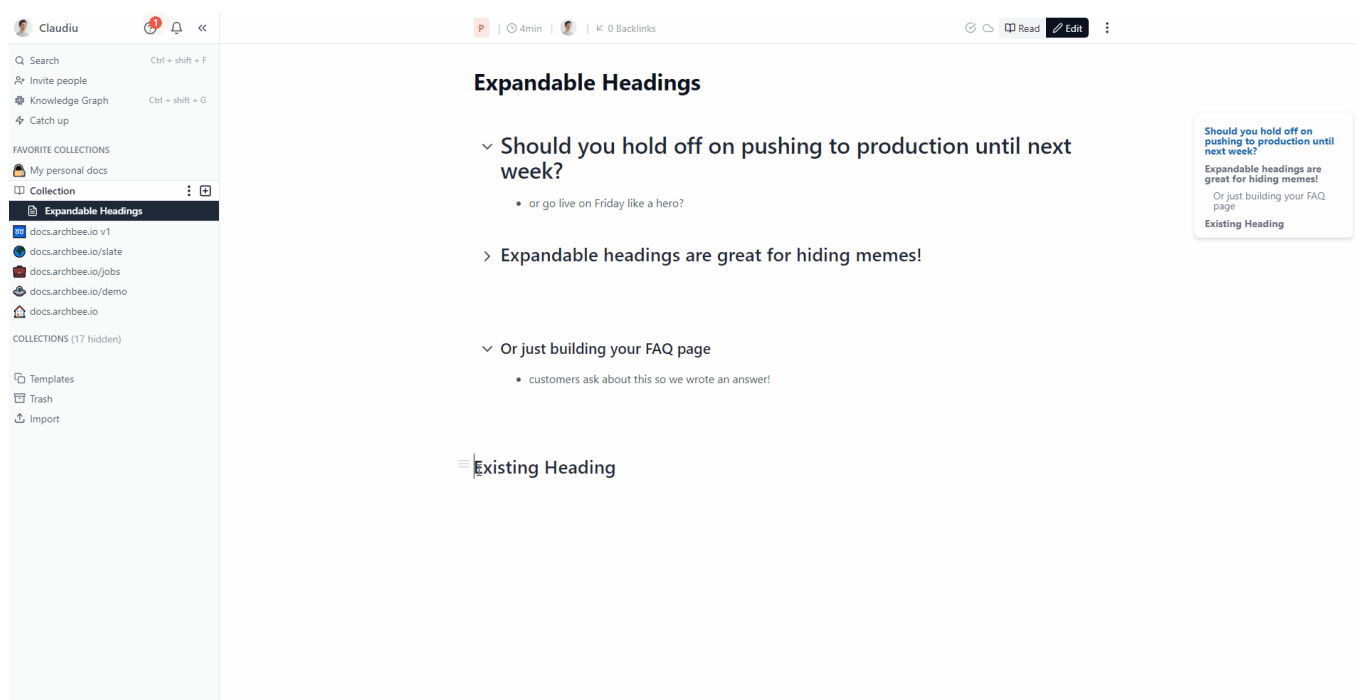 Claudiu
1
P | 4min | | 0 Backlinks
Read
Edit
Search Ctrl + shift + F
Invite people
Knowledge Graph Ctrl + shift + G
Catch up
FAVORITE COLLECTIONS
My personal docs
Collection
Expandable Headings
docs.archbee.io v1
docs.archbee.io/slate
docs.archbee.io/jobs
docs.archbee.io/demo
docs.archbee.io
COLLECTIONS (17 hidden)
Templates
Trash
Import
Expandable Headings
Should you hold off on pushing to production until next
week?
• or go live on Friday like a hero?
Expandable headings are great for hiding memes!
Or just building your FAQ page
• customers ask about this so we wrote an answer!
Existing Heading
Should you hold off on
pushing to production until
next week?
Expandable headings are
great for hiding memes!
Or just building your FAQ
page
Existing Heading